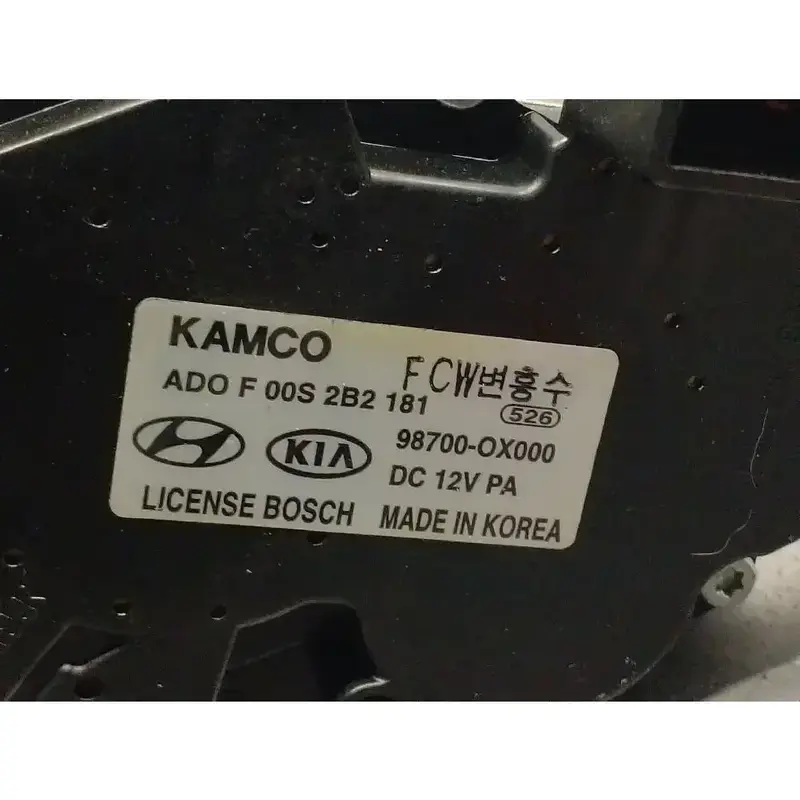 KAMCO
FCW변흥수
ADO F 00S 2B2 181
526
98700-OX000
KIA
DC 12V PA
LICENSE BOSCH MADE IN KOREA